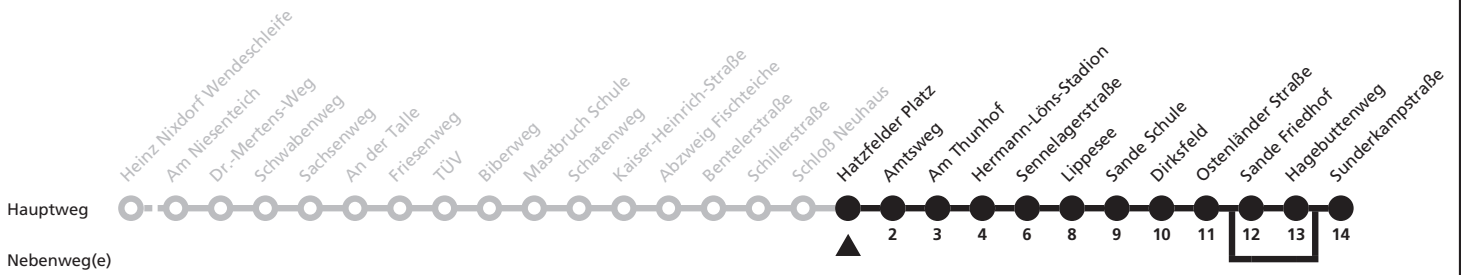 Heinz Nixdorf Wendeschleife
Am Niesenteich
Dr.-Mertens-Weg
Schwabenweg
Sachsenweg
An der Talle
Friesenweg
TÜV
Biberweg
Mastbruch Schule
Schatenweg
Kaiser-Heinrich-Straße
Abzweig Fischteiche
Bentelerstraße
Schillerstraße
Schloß Neuhaus
Hatzfelder Platz
Amtsweg
Am Thunhof
Hermann-Löns-Stadion
Sennelagerstraße
Lippesee
Sande Schule
Dirksfeld
Ostenländer Straße
Sande Friedhof
Hagebuttenweg
Sunderkampstraße
Hauptweg
2 3 4 6 8 9 10 11 12 13 14
Nebenweg(e)